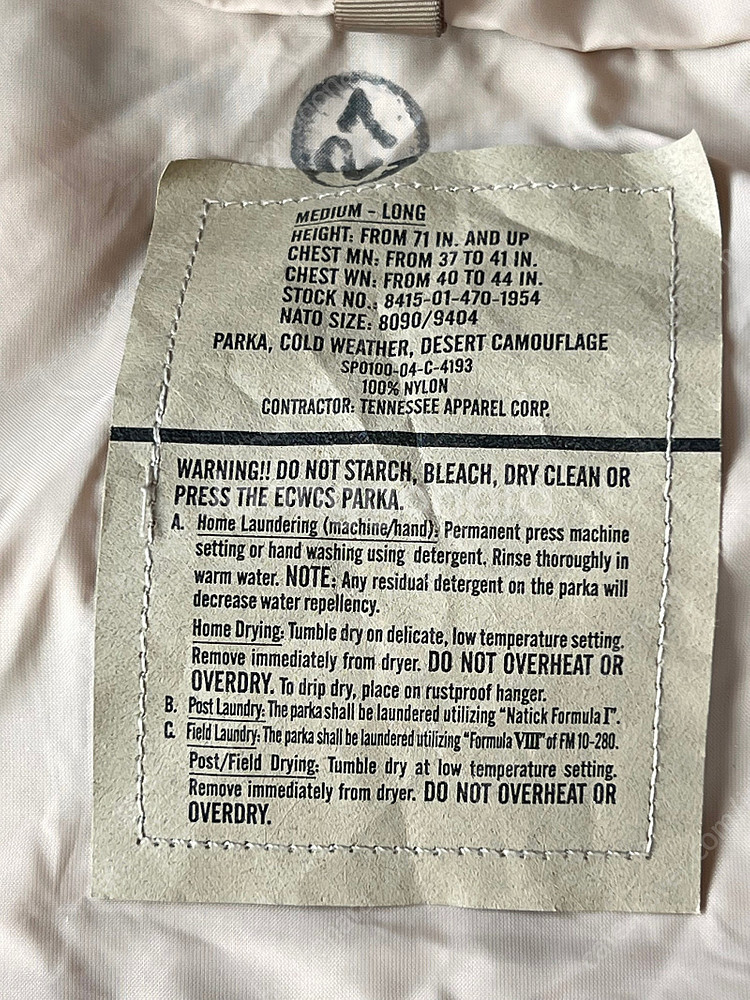 27
MEDIUM - LONG
HEIGHT: FROM 71 IN. AND UP
CHEST MN: FROM 37 TO 41 IN.
CHEST WN: FROM 40 TO 44 IN.
STOCK NO.: 8415-01-470-1954
NATO SIZE: 8090/9404
PARKA, COLD WEATHER, DESERT CAMOUFLAGE
SP0100-04-C-4193
100% NYLON
CONTRACTOR: TENNESSEE APPAREL CORP.
WARNING!! DO NOT STARCH, BLEACH, DRY CLEAN OR
PRESS THE ECWCS PARKA.
A. Home Laundering (machine/hand): Permanent press machine
setting or hand washing using detergent. Rinse thoroughly in
warm water. NOTE: Any residual detergent on the parka will
decrease water repellency.
Home Drying: Tumble dry on delicate, low temperature setting.
Remove immediately from dryer. DO NOT OVERHEAT OR
OVERDRY. To drip dry, place on rustproof hanger.
B. Post Laundry: The parka shall be laundered utilizing "Natick Formula I".
C. Field Laundry: The parka shall be laundered utilizing "Formula VIII" of FM 10-280.
Post/Field Drying: Tumble dry at low temperature setting.
Remove immediately from dryer. DO NOT OVERHEAT OR
OVERDRY.